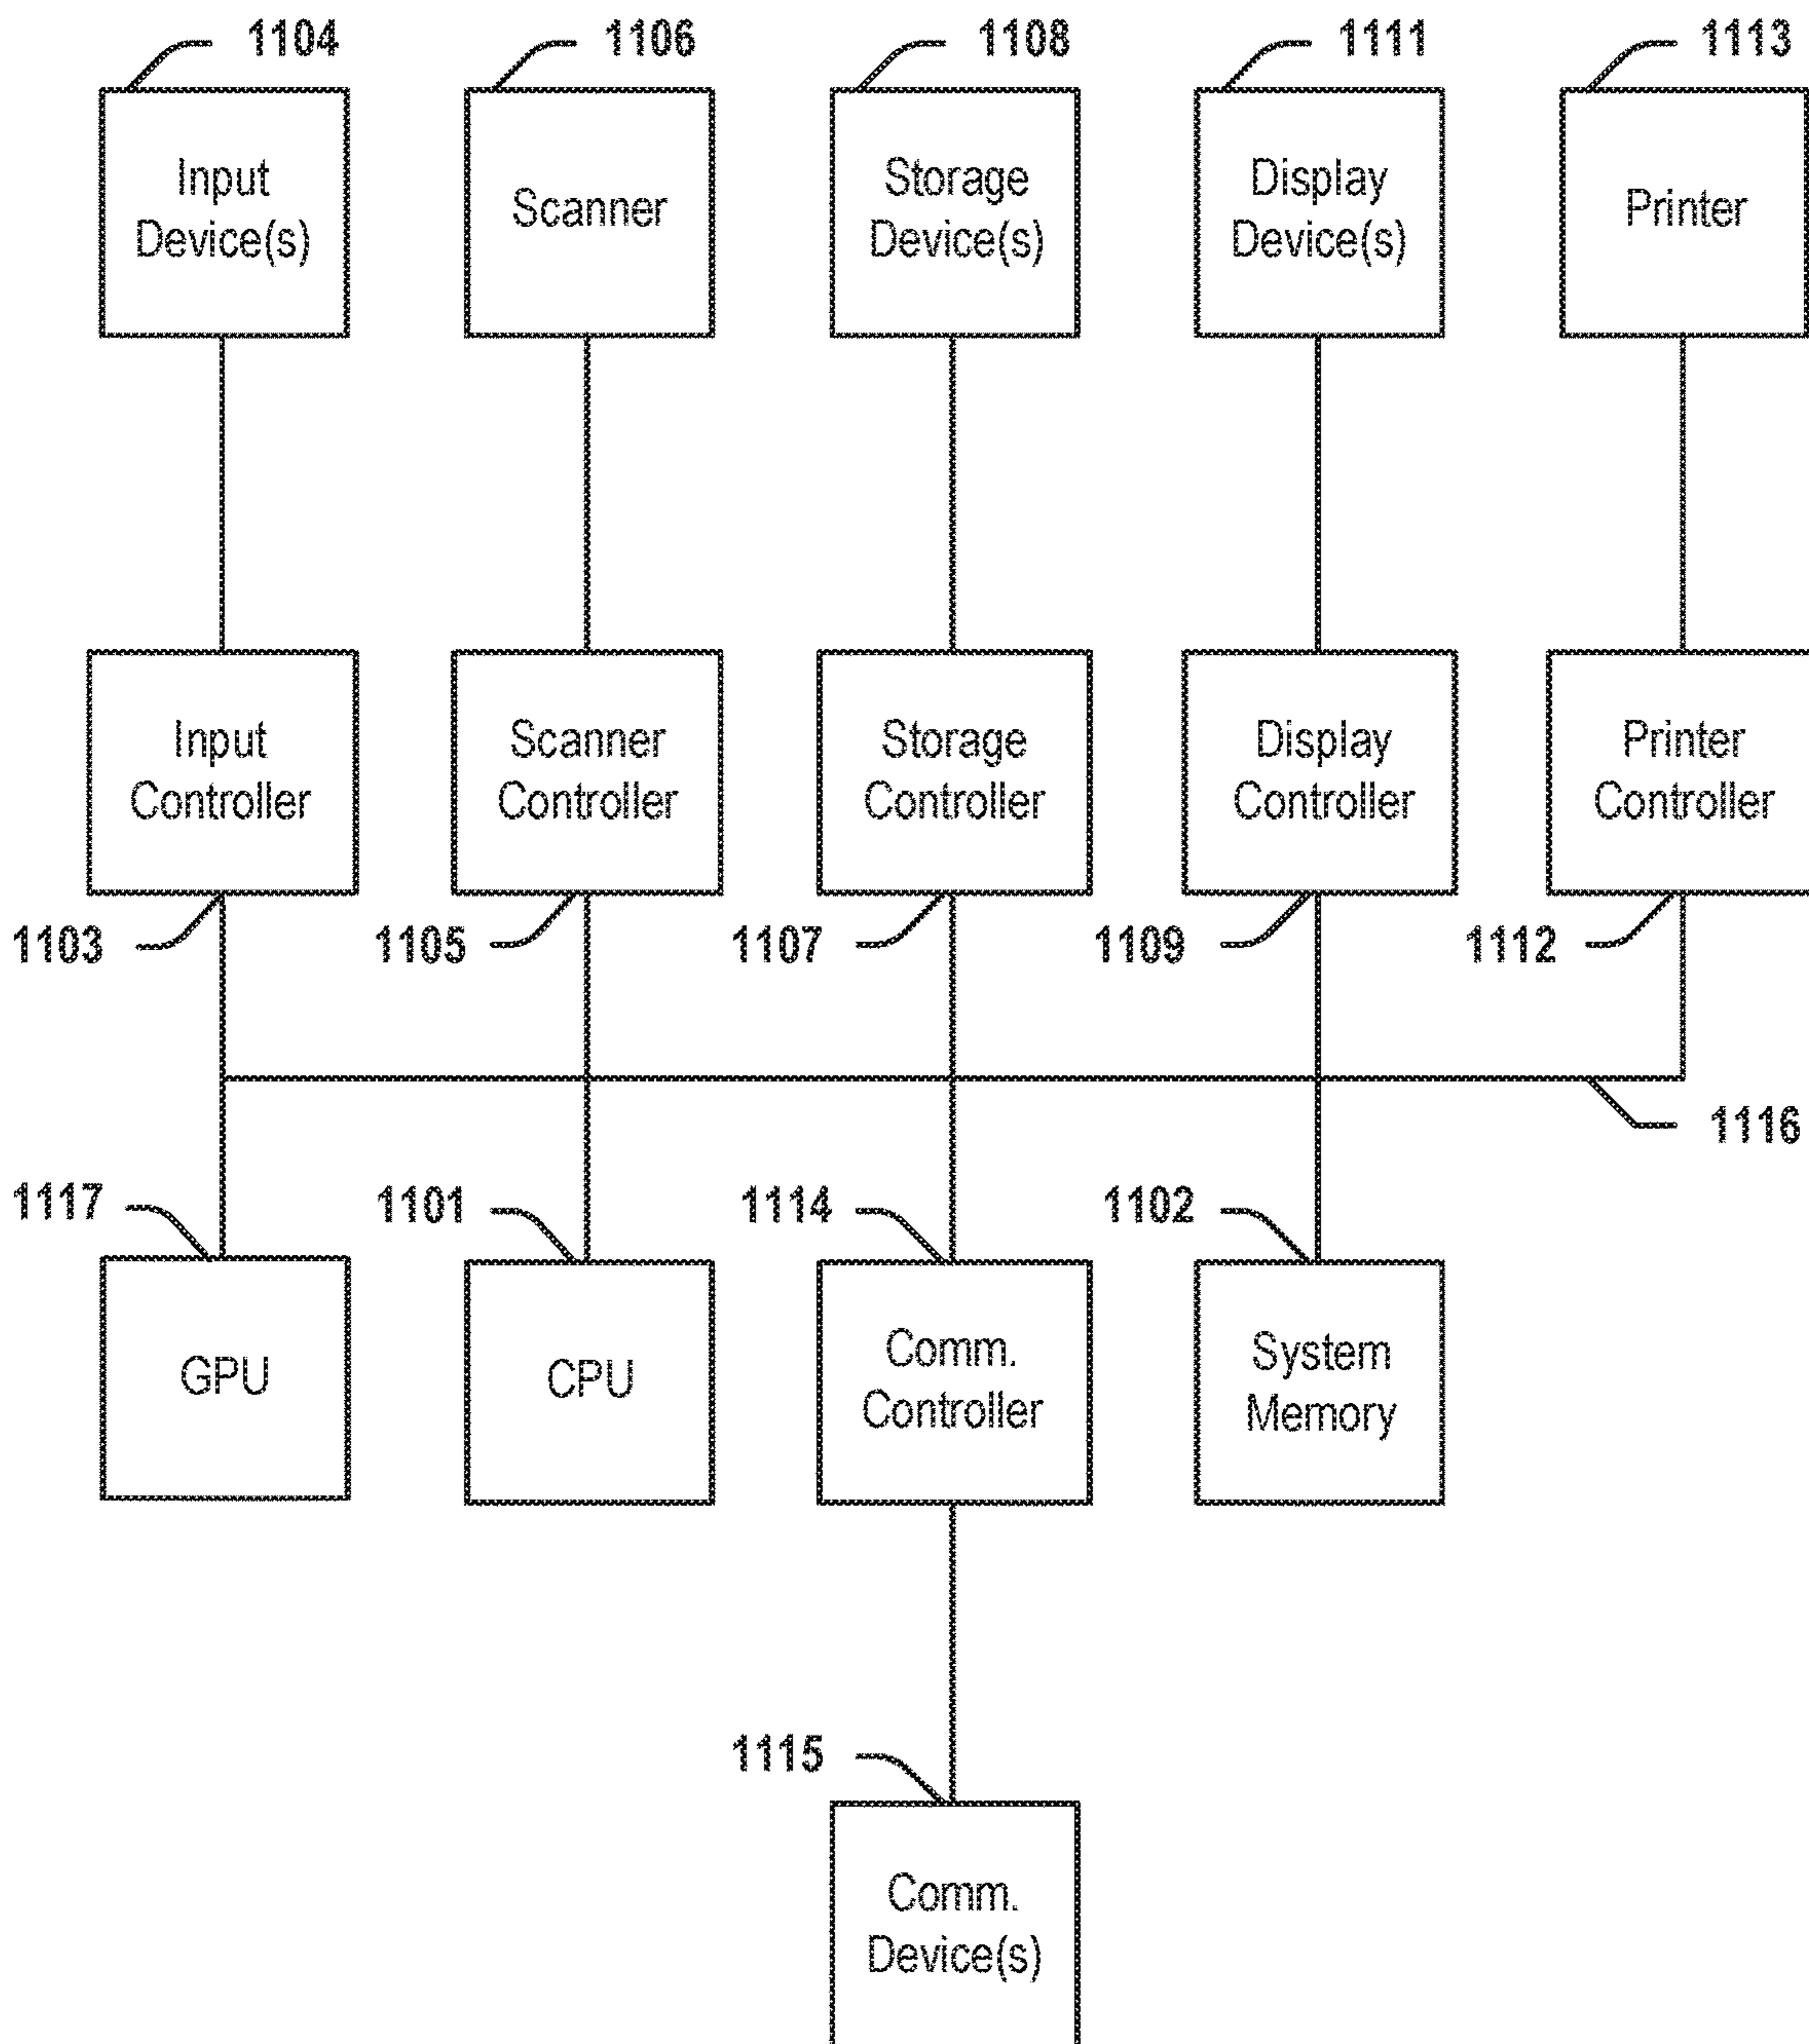 1104
1106
1108
1111
1113
Input
Device(s)
Scanner
Storage
Device(s)
Display
Device(s)
Printer
Input
Controller
Scanner
Controller
Storage
Controller
Display
Controller
Printer
Controller
1103
1105
1107
1109
1112
1116
1117
1101
1114
1102
GPU
CPU
Comm.
Controller
System
Memory
1115
Comm.
Device(s)